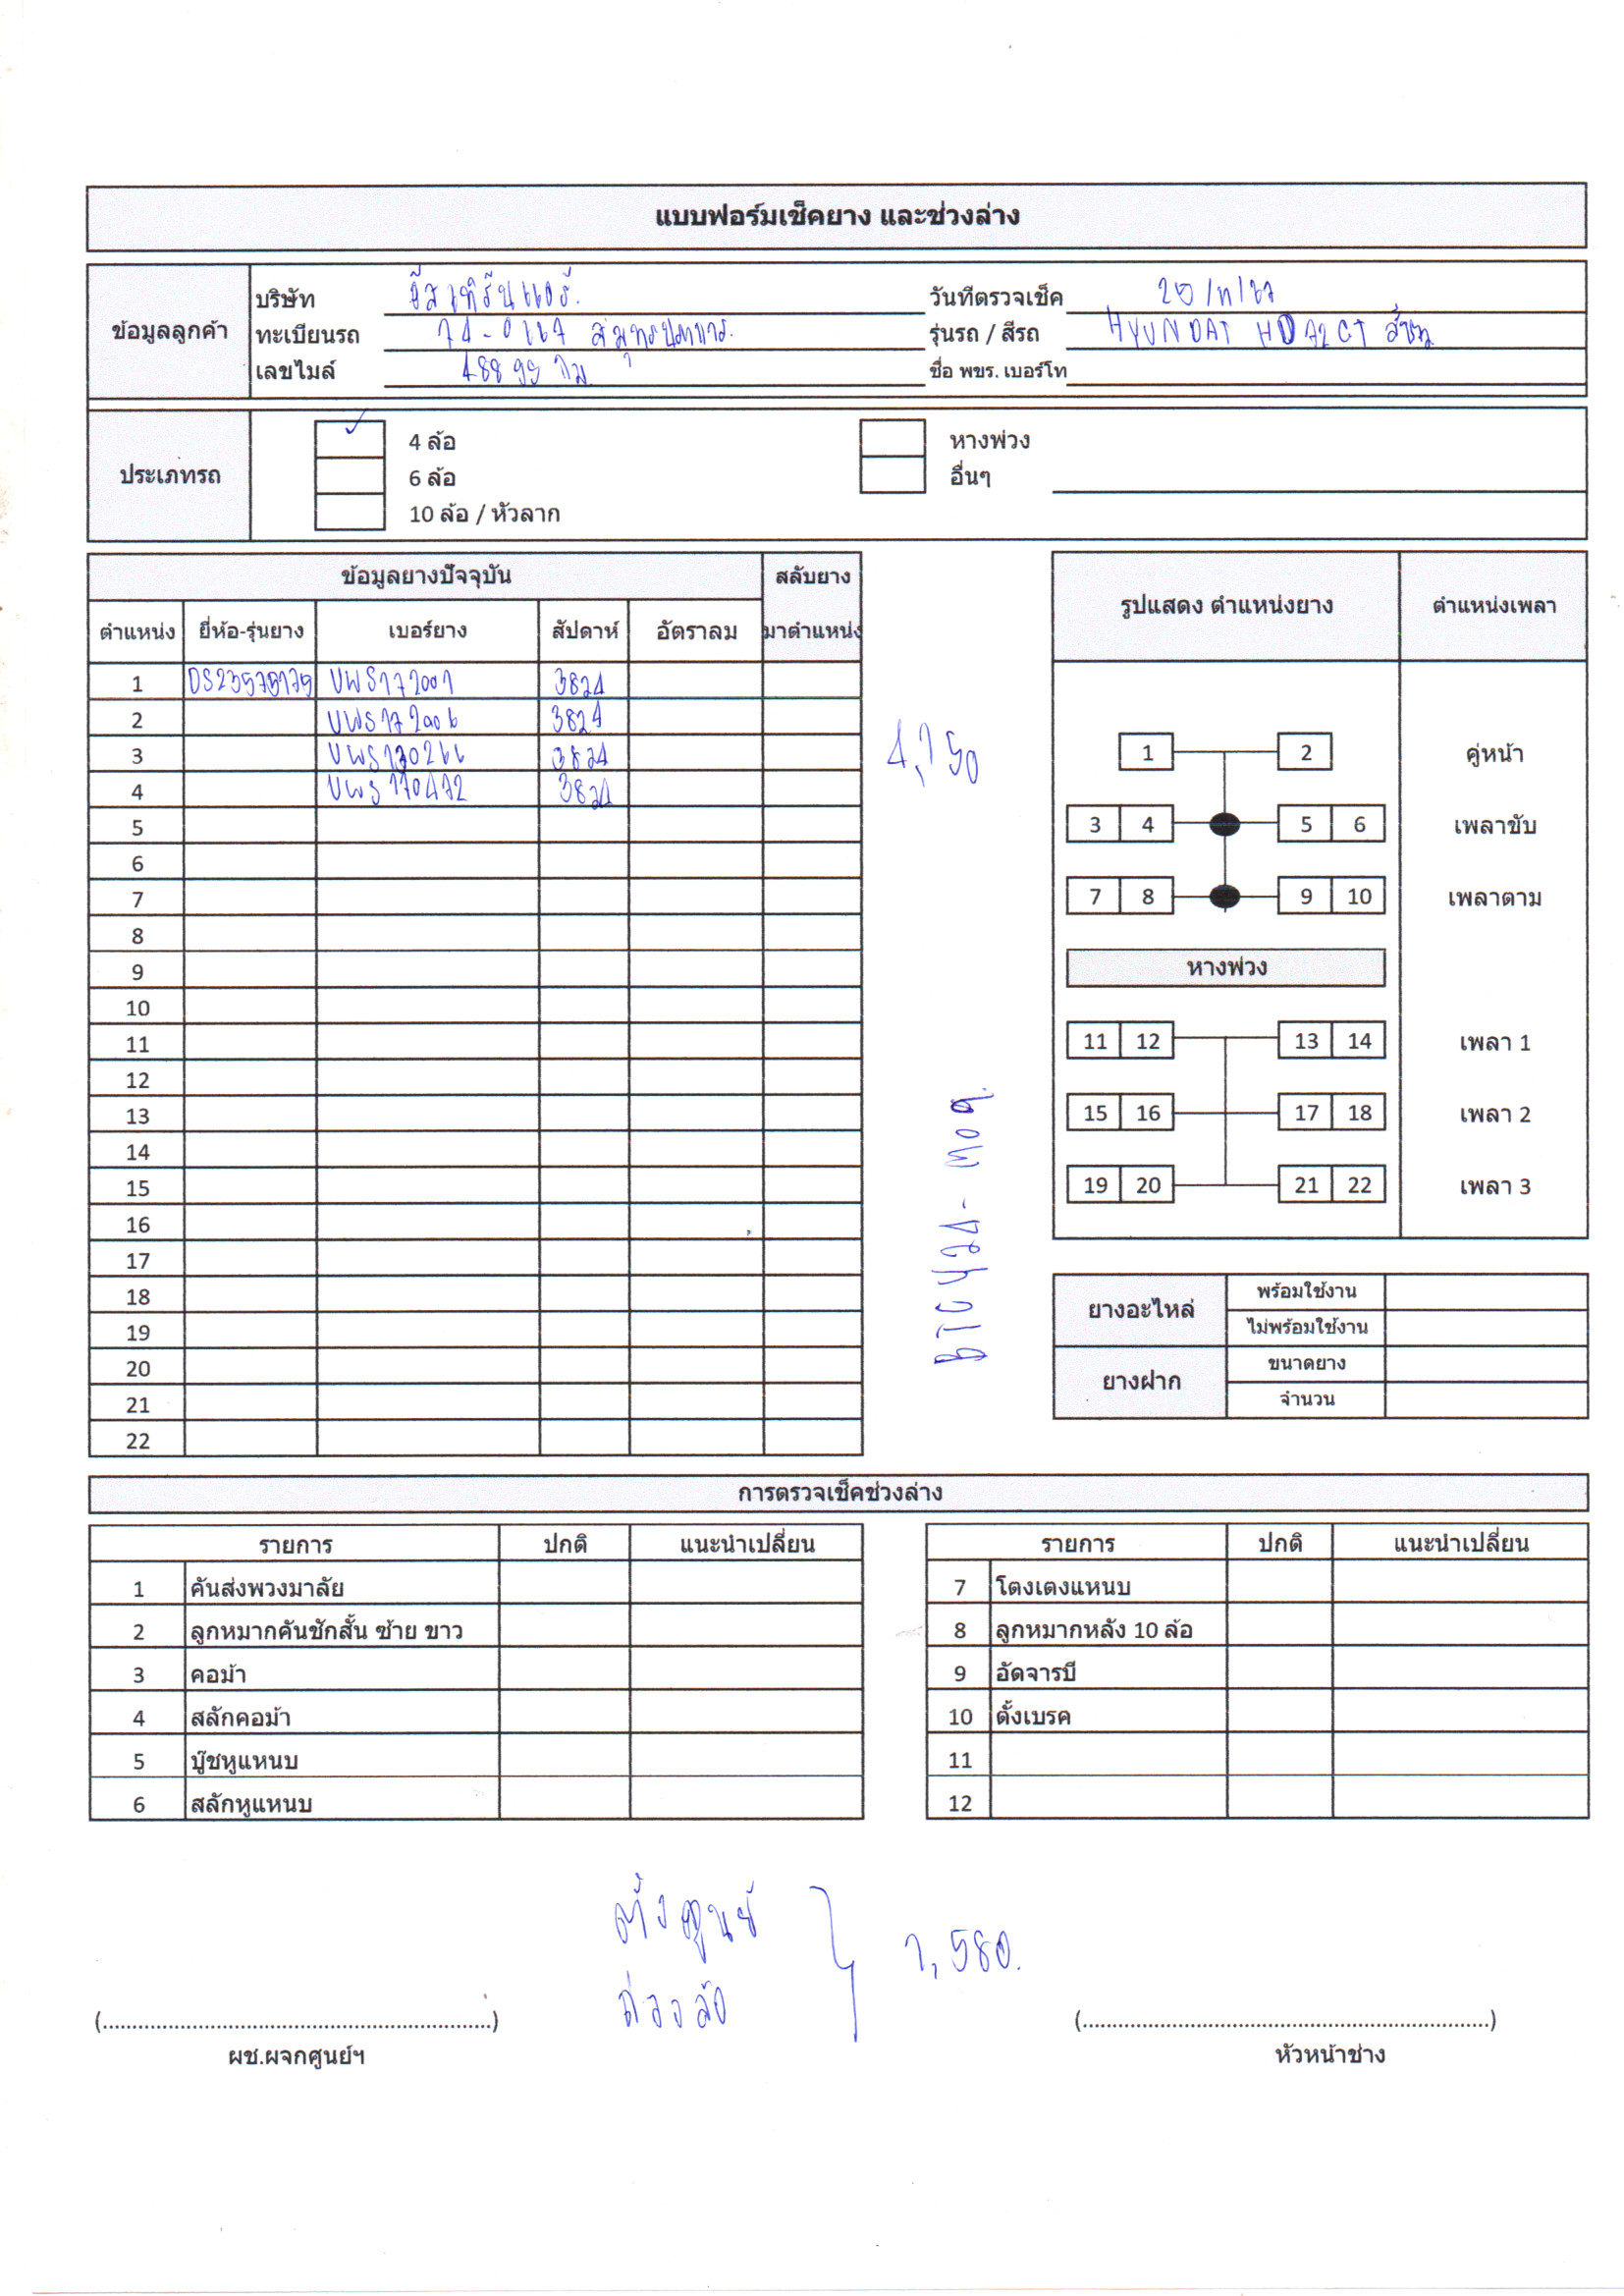 แบบฟอร์มเช็คยาง และช่วงล่าง
ข้อมูลลูกค้า
บริษัท อีสเทิร์นแอร์. วันที่ตรวจเช็ค
ทะเบียนรถ สมุทรปราการ. รุ่นรถ / สีรถ HYUNDAI
เลขไมล์ 48899 กม ชื่อ พขร. เบอร์โท
ประเภทรถ
4 ล้อ หางพ่วง
6 ล้อ อื่นๆ
10 ล้อ / หัวลาก
ข้อมูลยางปัจจุบัน สลับยาง
ตำแหน่ง ยี่ห้อ-รุ่นยาง เบอร์ยาง สัปดาห์ อัตราลม มาตำแหน่ง
1 UWS172001 3824
2 UWS172006 3824
3 UWS170266 3824
4 UWS170472 3824
5
6
7
8
9
10
11
12
13
14
15
16
17
18
19
20
21
22
4,750
รูปแสดง ตำแหน่งยาง ตำแหน่งเพลา
1 2 คู่หน้า
3 4 5 6 เพลาขับ
7 8 9 10 เพลาตาม
หางพ่วง
11 12 13 14 เพลา 1
15 16 17 18 เพลา 2
19 20 21 22 เพลา 3
ยางอะไหล่ พร้อมใช้งาน
ไม่พร้อมใช้งาน
ยางฝาก ขนาดยาง
จำนวน
การตรวจเช็คช่วงล่าง
รายการ ปกติ แนะนำเปลี่ยน รายการ ปกติ แนะนำเปลี่ยน
1 คันส่งพวงมาลัย 7 โตงเตงแหนบ
2 ลูกหมากคันชักสั้น ซ้าย ขาว 8 ลูกหมากหลัง 10 ล้อ
3 คอม้า 9 อัดจารบี
4 สลักคอม้า 10 ตั้งเบรค
5 บู๊ชหูแหนบ 11
6 สลักหูแหนบ 12
ตั้งศูนย์
ถ่วงล้อ
1,580.
(....................................................................) (........................................................................)
ผช.ผจกศูนย์ฯ หัวหน้าช่าง